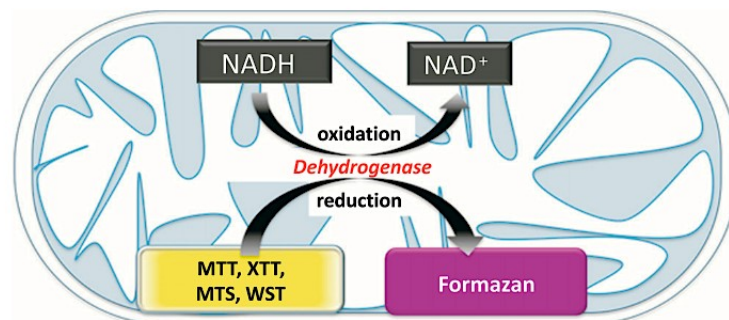 NADH
NAD⁺
oxidation
Dehydrogenase
reduction
MTT, XTT,
MTS, WST
Formazan